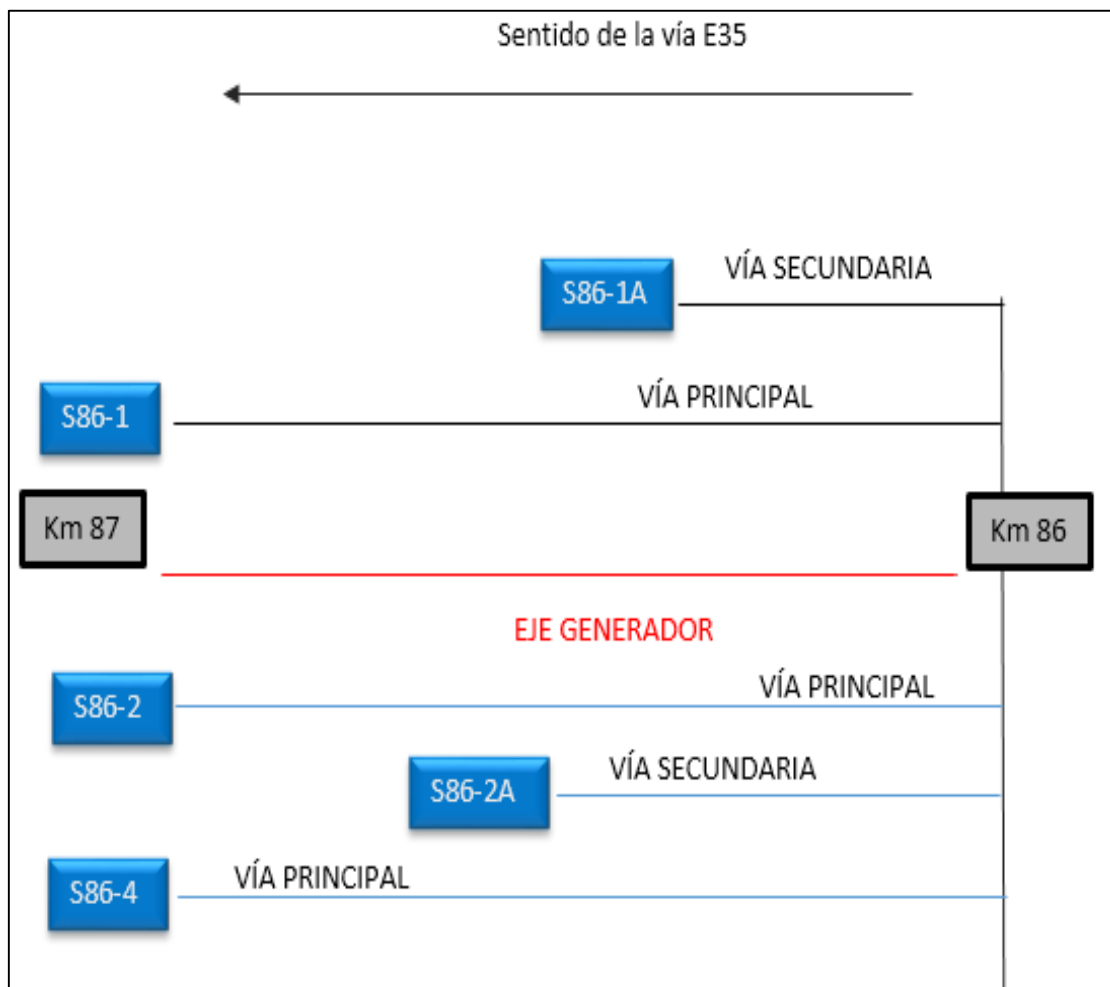 Sentido de la vía E35
VÍA SECUNDARIA
S86-1A
VÍA PRINCIPAL
S86-1
Km 87
Km 86
EJE GENERADOR
VÍA PRINCIPAL
S86-2
VÍA SECUNDARIA
S86-2A
VÍA PRINCIPAL
S86-4